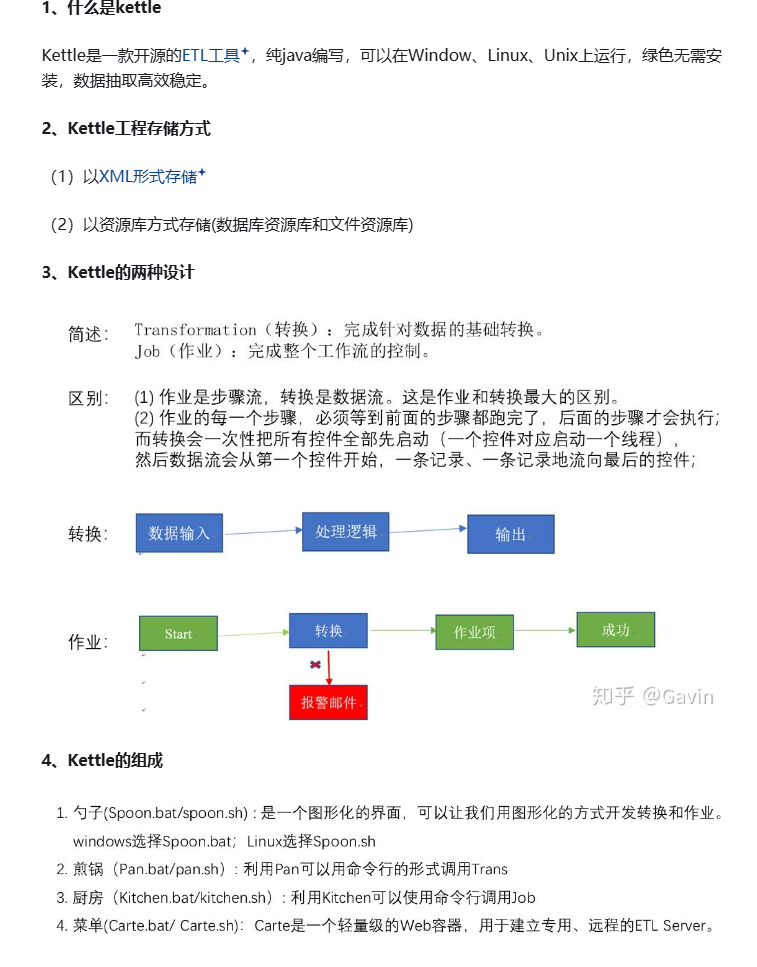 1、什么是kettle
Kettle是一款开源的ETL工具，纯java编写，可以在Window、Linux、Unix上运行，绿色无需安
装，数据抽取高效稳定。
2、Kettle工程存储方式
（1）以XML形式存储
（2）以资源库方式存储(数据库资源库和文件资源库)
3、Kettle的两种设计
简述： Transformation（转换）：完成针对数据的基础转换。
Job（作业）：完成整个工作流的控制。
区别： (1) 作业是步骤流，转换是数据流。这是作业和转换最大的区别。
(2) 作业的每一个步骤，必须等到前面的步骤都跑完了，后面的步骤才会执行；
而转换会一次性把所有控件全部先启动（一个控件对应启动一个线程），
然后数据流会从第一个控件开始，一条记录、一条记录地流向最后的控件；
转换： 数据输入 处理逻辑 输出
作业： Start 转换 作业项 成功
报警邮件
知乎 @Gavin
4、Kettle的组成
1. 勺子(Spoon.bat/spoon.sh) : 是一个图形化的界面，可以让我们用图形化的方式开发转换和作业。
windows选择Spoon.bat；Linux选择Spoon.sh
2. 煎锅（Pan.bat/pan.sh）: 利用Pan可以用命令行的形式调用Trans
3. 厨房（Kitchen.bat/kitchen.sh）: 利用Kitchen可以使用命令行调用Job
4. 菜单(Carte.bat/ Carte.sh)：Carte是一个轻量级的Web容器，用于建立专用、远程的ETL Server。